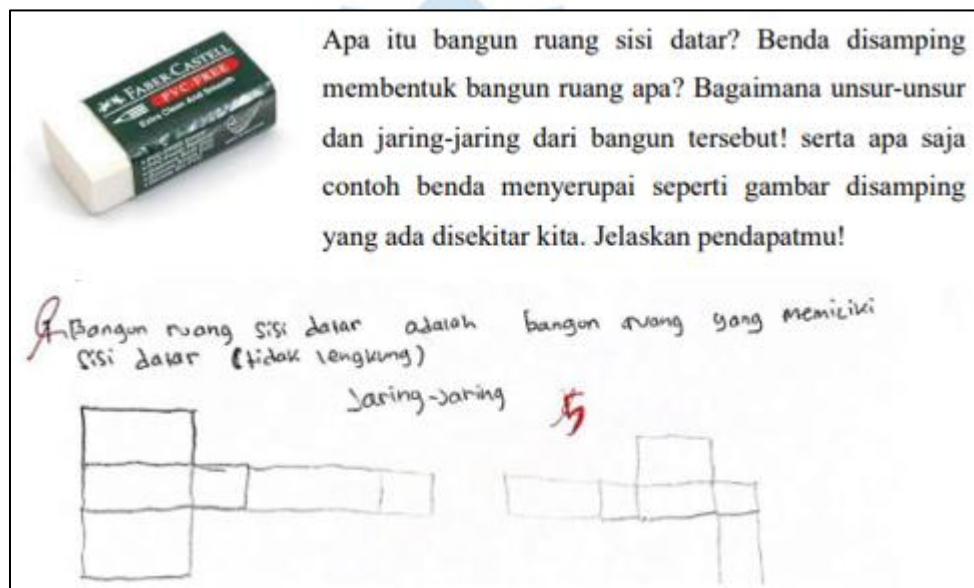 Apa itu bangun ruang sisi datar? Benda disamping
membentuk bangun ruang apa? Bagaimana unsur-unsur
dan jaring-jaring dari bangun tersebut! serta apa saja
contoh benda menyerupai seperti gambar disamping
yang ada disekitar kita. Jelaskan pendapatmu!
FABER-CASTELL
PVC-FREE
1. Bangun ruang sisi datar adalah bangun ruang yang memiliki
sisi datar (tidak lengkung)
Jaring-Jaring
5